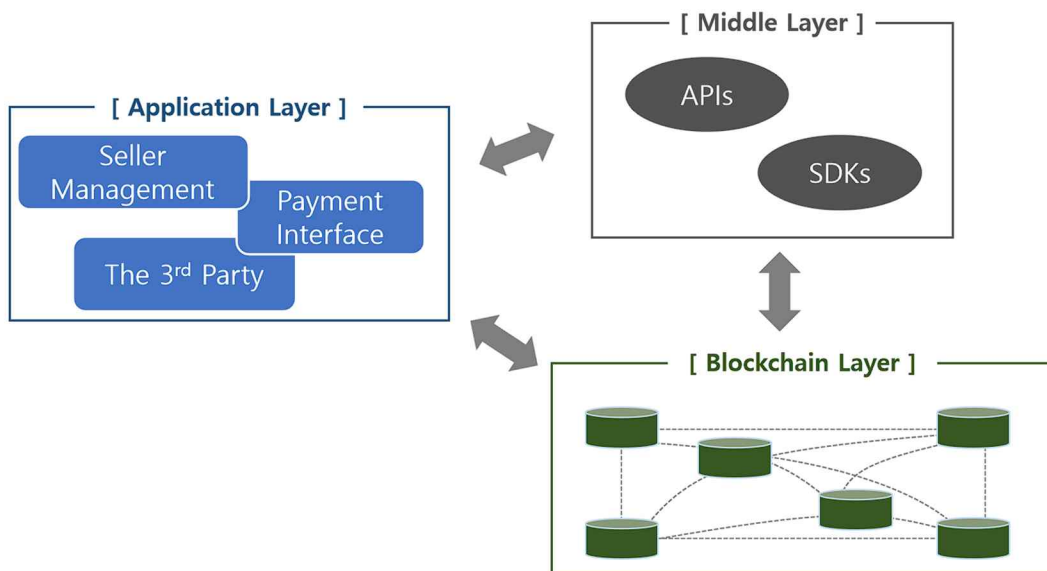 [ Middle Layer ]
APIs
SDKs
[ Application Layer ]
Seller
Management
Payment
Interface
The 3rd Party
[ Blockchain Layer ]